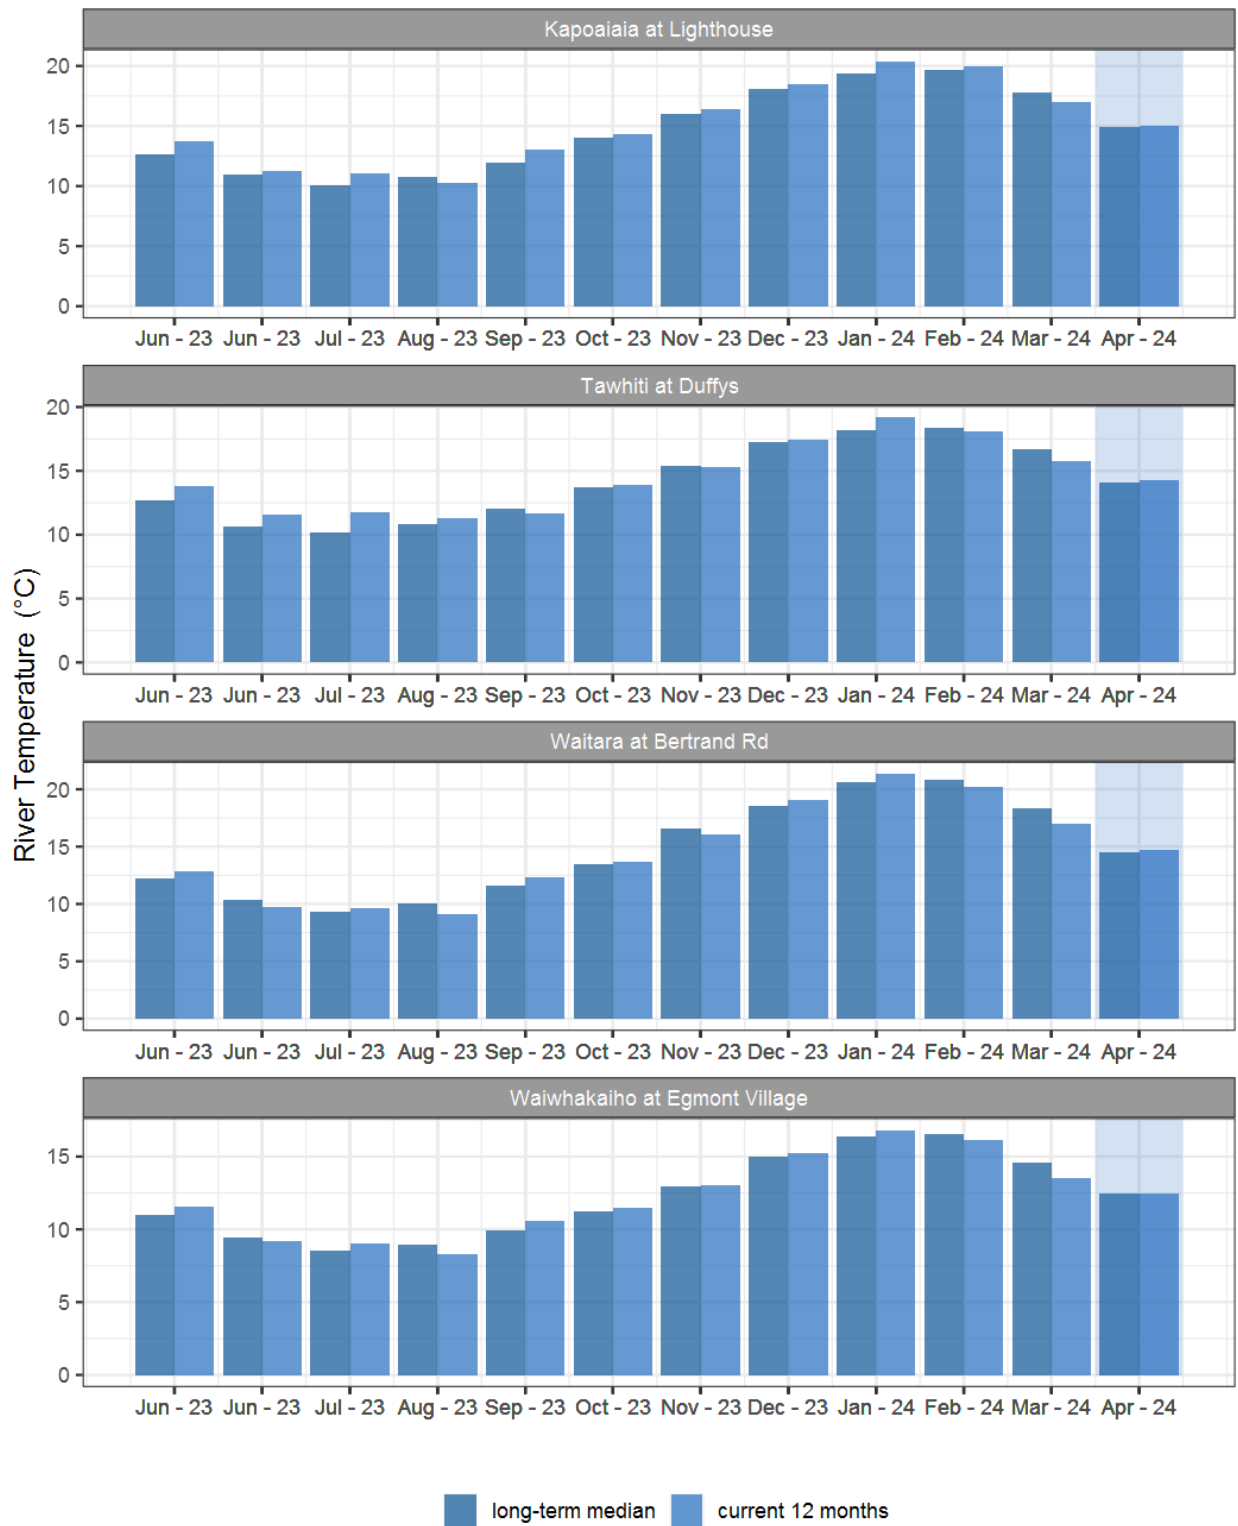 Kapoaiaia at Lighthouse
20
15
10
5
0
Jun - 23 Jun - 23 Jul - 23 Aug - 23 Sep - 23 Oct - 23 Nov - 23 Dec - 23 Jan - 24 Feb - 24 Mar - 24 Apr - 24
Tawhiti at Duffys
20
15
10
5
0
Jun - 23 Jun - 23 Jul - 23 Aug - 23 Sep - 23 Oct - 23 Nov - 23 Dec - 23 Jan - 24 Feb - 24 Mar - 24 Apr - 24
River Temperature (°C)
Waitara at Bertrand Rd
20
15
10
5
0
Jun - 23 Jun - 23 Jul - 23 Aug - 23 Sep - 23 Oct - 23 Nov - 23 Dec - 23 Jan - 24 Feb - 24 Mar - 24 Apr - 24
Waiwhakaiho at Egmont Village
15
10
5
0
Jun - 23 Jun - 23 Jul - 23 Aug - 23 Sep - 23 Oct - 23 Nov - 23 Dec - 23 Jan - 24 Feb - 24 Mar - 24 Apr - 24
long-term median current 12 months